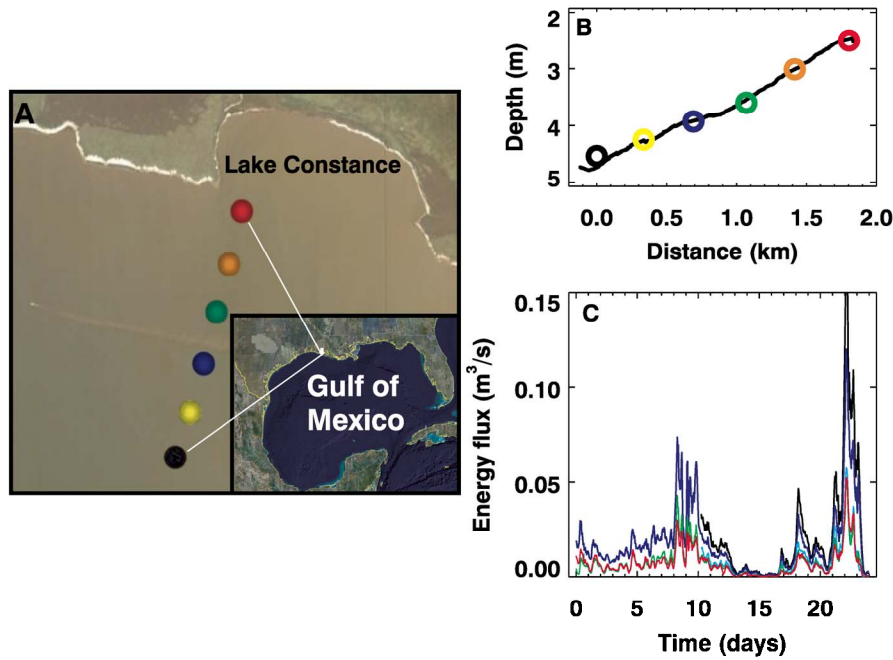 A
Lake Constance
Gulf of
Mexico
B
Depth (m)
2
3
4
5
0.0 0.5 1.0 1.5 2.0
Distance (km)
C
Energy flux (m³/s)
0.15
0.10
0.05
0.00
0 5 10 15 20
Time (days)